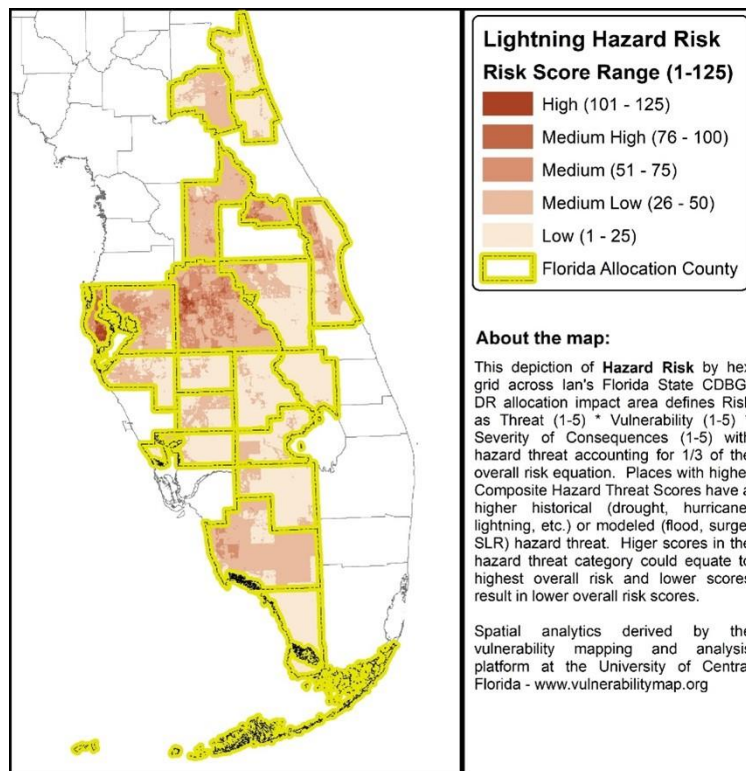 Lightning Hazard Risk
Risk Score Range (1-125)
High (101 - 125)
Medium High (76 - 100)
Medium (51 - 75)
Medium Low (26 - 50)
Low (1 - 25)
Florida Allocation County
About the map:
This depiction of Hazard Risk by hex
grid across Ian's Florida State CDBG-
DR allocation impact area defines Risk
as Threat (1-5) * Vulnerability (1-5) *
Severity of Consequences (1-5) with
hazard threat accounting for 1/3 of the
overall risk equation. Places with higher
Composite Hazard Threat Scores have a
higher historical (drought, hurricane,
lightning, etc.) or modeled (flood, surge,
SLR) hazard threat. Higer scores in the
hazard threat category could equate to
highest overall risk and lower scores
result in lower overall risk scores.
Spatial analytics derived by the
vulnerability mapping and analysis
platform at the University of Central
Florida - www.vulnerabilitymap.org